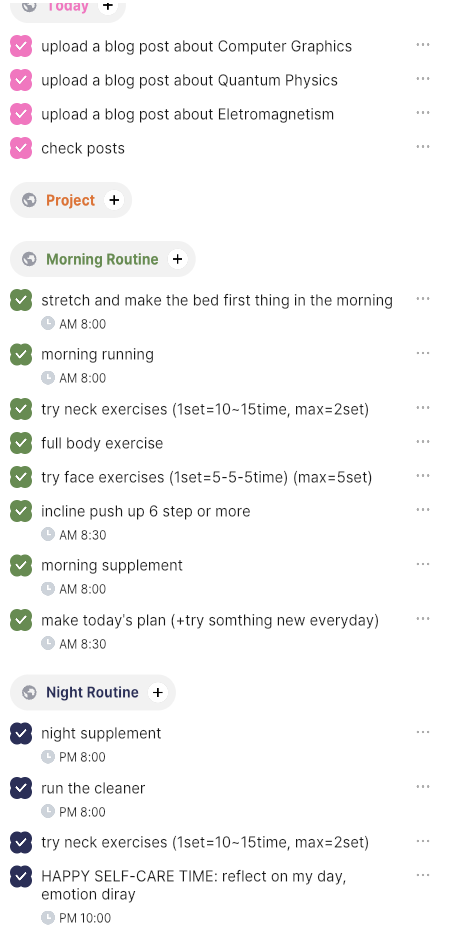 Today +
upload a blog post about Computer Graphics
upload a blog post about Quantum Physics
upload a blog post about Eletromagnetism
check posts
Project +
Morning Routine +
stretch and make the bed first thing in the morning
AM 8:00
morning running
AM 8:00
try neck exercises (1set=10~15time, max=2set)
full body exercise
try face exercises (1set=5-5-5time) (max=5set)
incline push up 6 step or more
AM 8:30
morning supplement
AM 8:00
make today's plan (+try somthing new everyday)
AM 8:30
Night Routine +
night supplement
PM 8:00
run the cleaner
PM 8:00
try neck exercises (1set=10~15time, max=2set)
HAPPY SELF-CARE TIME: reflect on my day,
emotion diray
PM 10:00